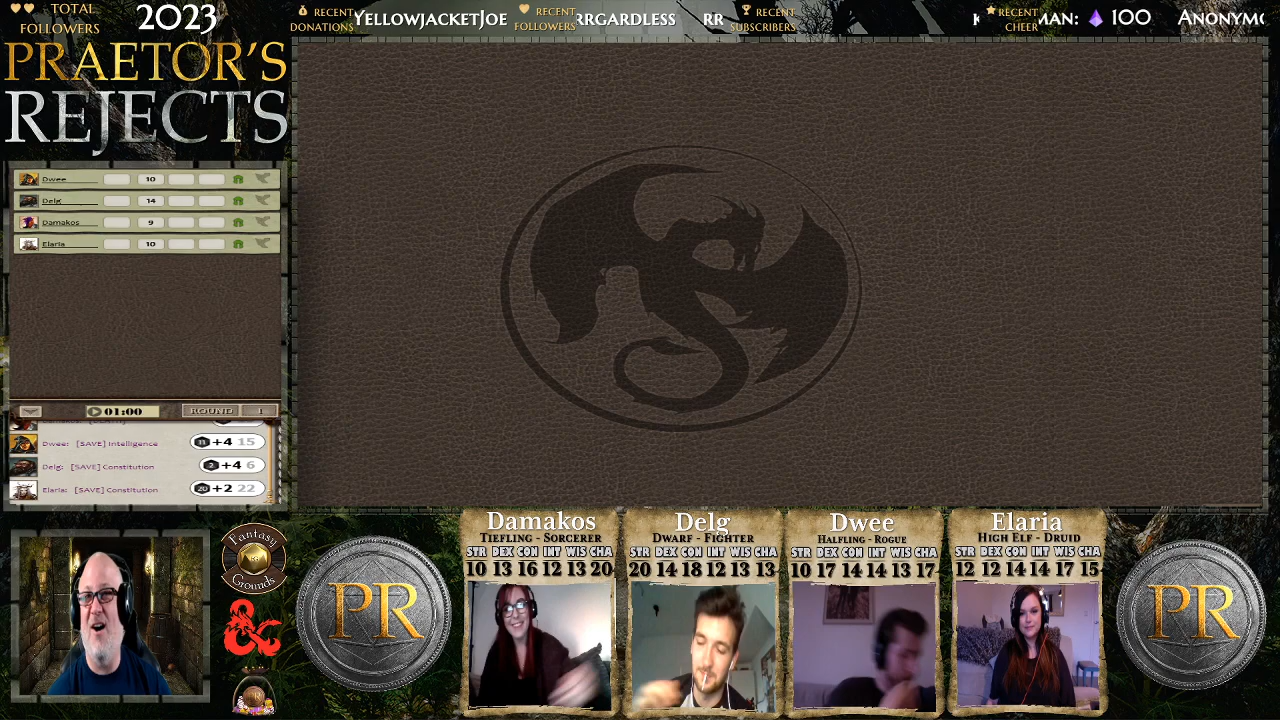 TOTAL FOLLOWERS
2023
RECENT DONATIONS
YELLOWJACKETJOE
RECENT FOLLOWERS
RRGARDLESS
RR
RECENT SUBSCRIBERS
RECENT CHEER
MAN: 100
ANONYM
PRAETOR'S
REJECTS
Dwee 10
Delg 14
Damakos 9
Elaria 10
01:00 ROUND 1
Dwee: [SAVE] Intelligence 11 +4 15
Delg: [SAVE] Constitution 2 +4 6
Elaria: [SAVE] Constitution 20 +2 22
Fantasy Grounds
PR
Damakos
TIEFLING - SORCERER
STR DEX CON INT WIS CHA
10 13 16 12 13 20
Delg
DWARF - FIGHTER
STR DEX CON INT WIS CHA
20 14 18 12 13 13
Dwee
HALFLING - ROGUE
STR DEX CON INT WIS CHA
10 17 14 14 13 17
Elaria
HIGH ELF - DRUID
STR DEX CON INT WIS CHA
12 12 14 14 17 15
PR